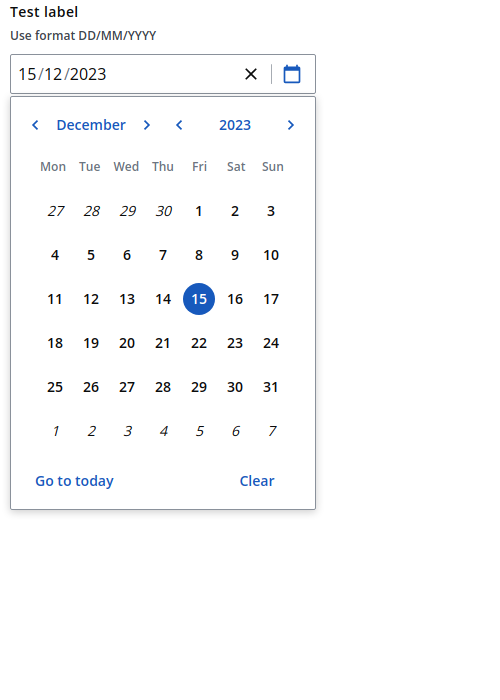 Test label
Use format DD/MM/YYYY
15/12/2023
December 2023
Mon Tue Wed Thu Fri Sat Sun
27 28 29 30 1 2 3
4 5 6 7 8 9 10
11 12 13 14 15 16 17
18 19 20 21 22 23 24
25 26 27 28 29 30 31
1 2 3 4 5 6 7
Go to today Clear